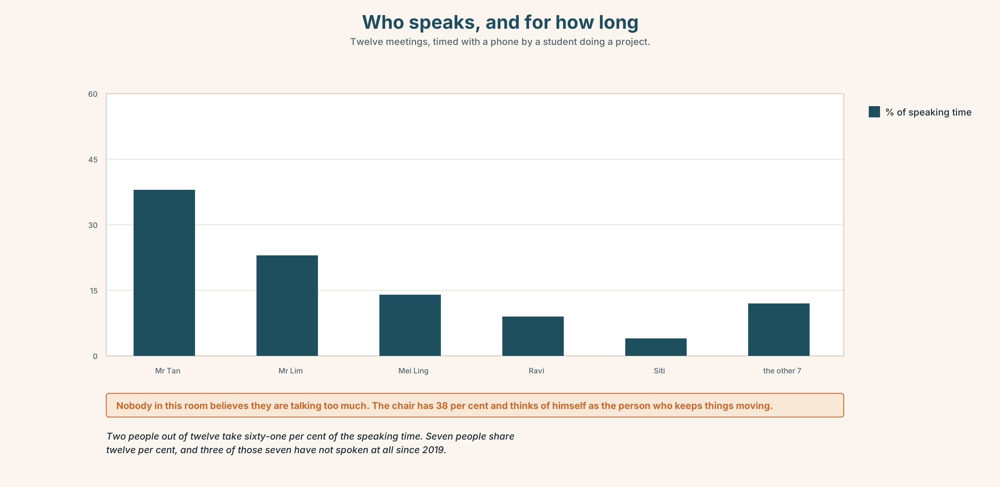 Who speaks, and for how long
Twelve meetings, timed with a phone by a student doing a project.
60
45
30
15
0
% of speaking time
Mr Tan
Mr Lim
Mei Ling
Ravi
Siti
the other 7
Nobody in this room believes they are talking too much. The chair has 38 per cent and thinks of himself as the person who keeps things moving.
Two people out of twelve take sixty-one per cent of the speaking time. Seven people share
twelve per cent, and three of those seven have not spoken at all since 2019.